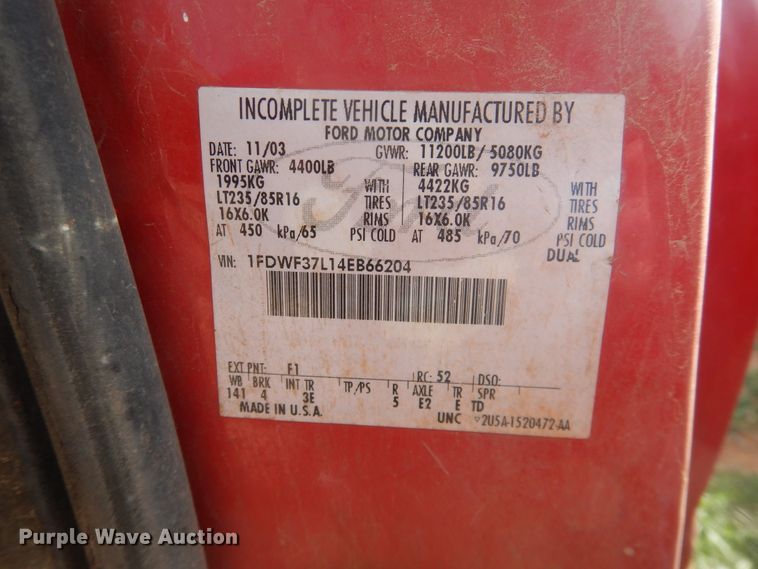 INCOMPLETE VEHICLE MANUFACTURED BY
FORD MOTOR COMPANY
DATE: 11/03 GVWR: 11200LB/5080KG
FRONT GAWR: 4400LB REAR GAWR: 9750LB
1995KG WITH 4422KG WITH
LT235/85R16 TIRES LT235/85R16 TIRES
16X6.0K RIMS 16X6.0K RIMS
AT 450 kPa/65 PSI COLD AT 485 kPa/70 PSI COLD
DUAL
VIN: 1FDWF37L14EB66204
Ford
EXT PNT: F1 RC: 52 DSO:
WB BRK INT TR TP/PS R AXLE TR SPR
141 4 3E 5 E2 E TD
MADE IN U.S.A. UNC ▽2U5A-1520472-AA
Purple Wave Auction